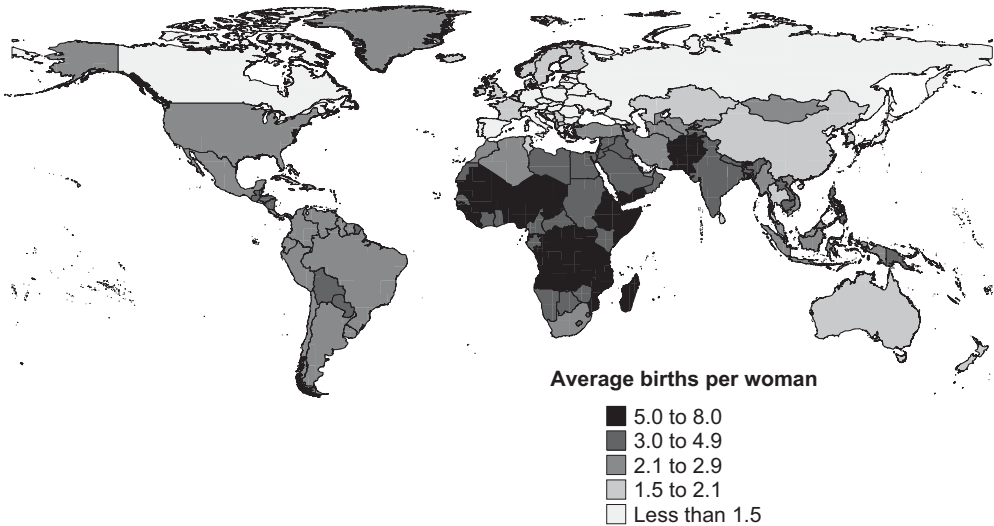 Average births per woman
5.0 to 8.0
3.0 to 4.9
2.1 to 2.9
1.5 to 2.1
Less than 1.5